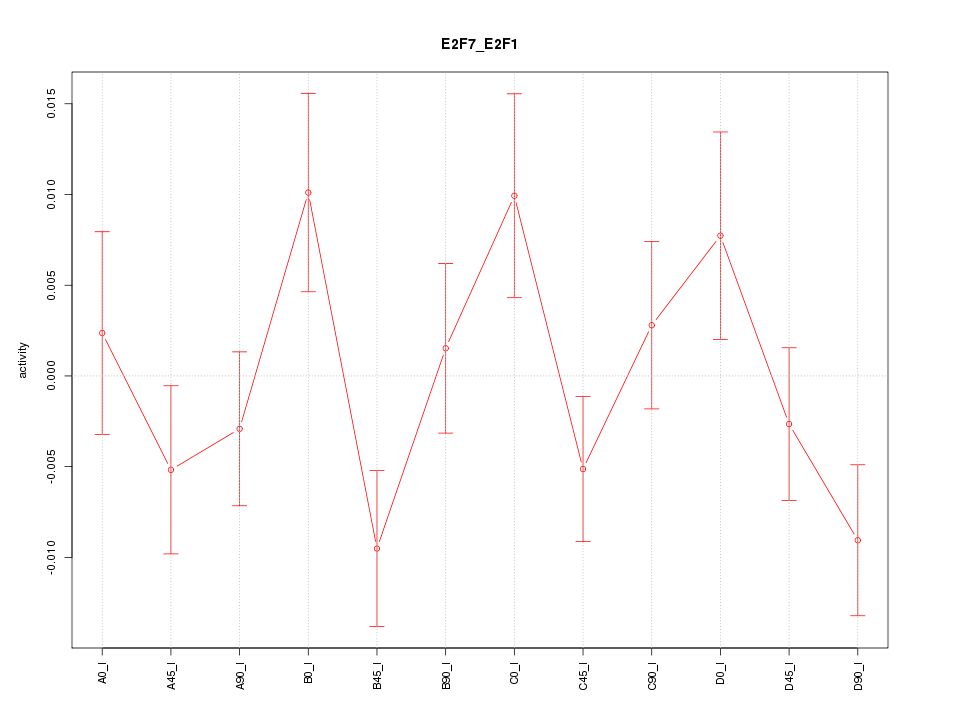 E2F7_E2F1
activity
0.015
0.010
0.005
0.000
-0.005
-0.010
A0_I
A45_I
A90_I
B0_I
B45_I
B90_I
C0_I
C45_I
C90_I
D0_I
D45_I
D90_I